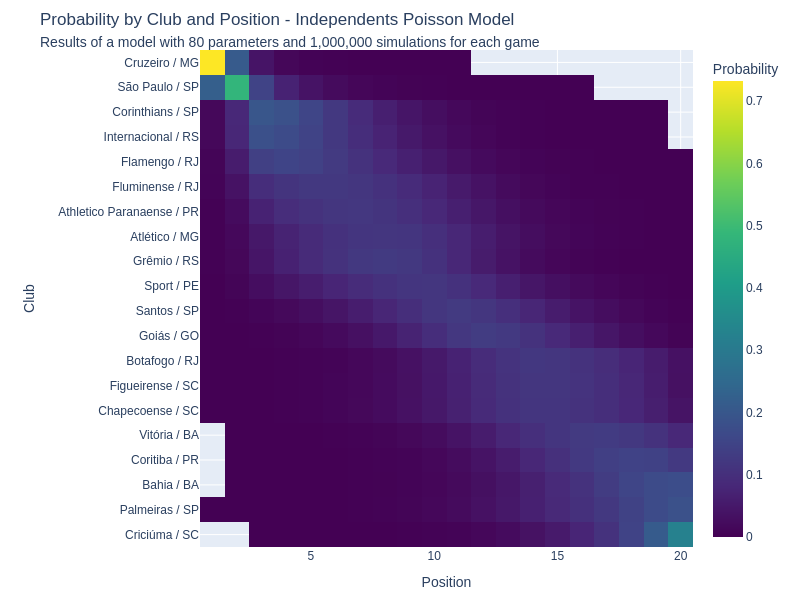 Probability by Club and Position - Independents Poisson Model
Results of a model with 80 parameters and 1,000,000 simulations for each game
Cruzeiro / MG
São Paulo / SP
Corinthians / SP
Internacional / RS
Flamengo / RJ
Fluminense / RJ
Athletico Paranaense / PR
Atlético / MG
Grêmio / RS
Sport / PE
Santos / SP
Goiás / GO
Botafogo / RJ
Figueirense / SC
Chapecoense / SC
Vitória / BA
Coritiba / PR
Bahia / BA
Palmeiras / SP
Criciúma / SC
Club
5
10
15
20
Position
Probability
0.7
0.6
0.5
0.4
0.3
0.2
0.1
0